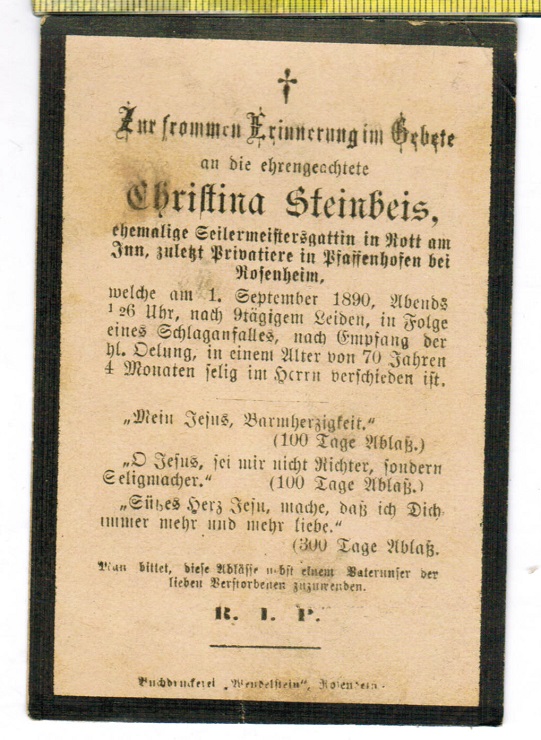 Zur frommen Erinnerung im Gebete
an die ehrengeachtete
Christina Steinbeis,
ehemalige Seilermeistersgattin in Rott am
Inn, zuletzt Privatiere in Pfaffenhofen bei
Rosenheim,
welche am 1. September 1890, Abends
½6 Uhr, nach 9tägigem Leiden, in Folge
eines Schlaganfalles, nach Empfang der
hl. Oelung, in einem Alter von 70 Jahren
4 Monaten selig im Herrn verschieden ist.
„Mein Jesus, Barmherzigkeit.“
(100 Tage Ablaß.)
„O Jesus, sei mir nicht Richter, sondern
Seligmacher.“ (100 Tage Ablaß.)
„Süßes Herz Jesu, mache, daß ich Dich
immer mehr und mehr liebe.“
(300 Tage Ablaß.
Man bittet, diese Ablässe nebst einem Vaterunser der
lieben Verstorbenen zuzuwenden.
R. I. P.
Buchdruckerei „Wendelstein“, Rosenheim.